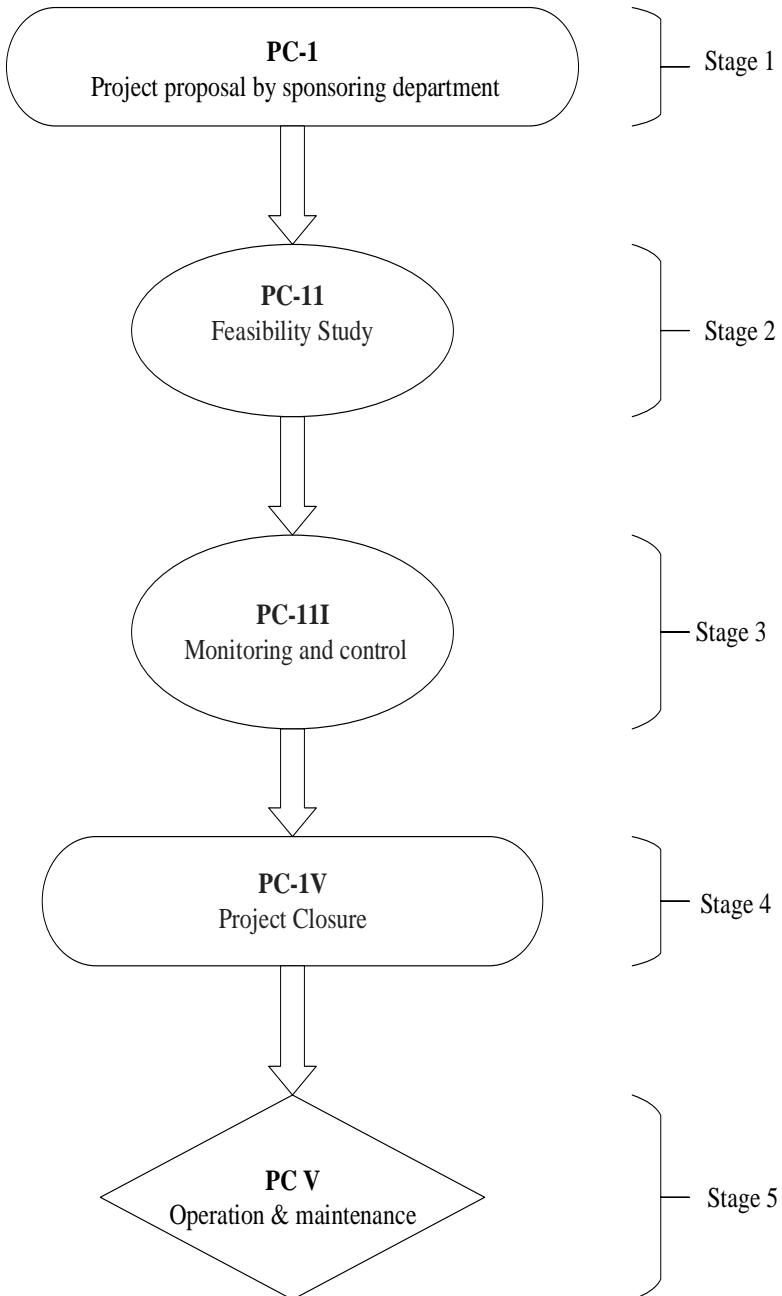 PC-1
Project proposal by sponsoring department
Stage 1
PC-11
Feasibility Study
Stage 2
PC-11I
Monitoring and control
Stage 3
PC-1V
Project Closure
Stage 4
PC V
Operation & maintenance
Stage 5